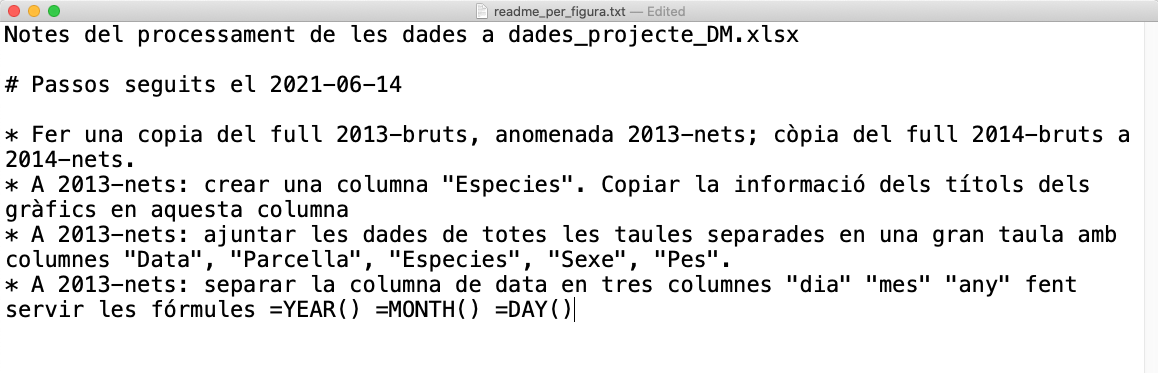 readme_per_figura.txt — Edited
Notes del processament de les dades a dades_projecte_DM.xlsx
# Passos seguits el 2021-06-14
* Fer una copia del full 2013-bruts, anomenada 2013-nets; còpia del full 2014-bruts a
2014-nets.
* A 2013-nets: crear una columna "Especies". Copiar la informació dels títols dels
gràfics en aquesta columna
* A 2013-nets: ajuntar les dades de totes les taules separades en una gran taula amb
columnes "Data", "Parcella", "Especies", "Sexe", "Pes".
* A 2013-nets: separar la columna de data en tres columnes "dia" "mes" "any" fent
servir les fórmules =YEAR() =MONTH() =DAY()